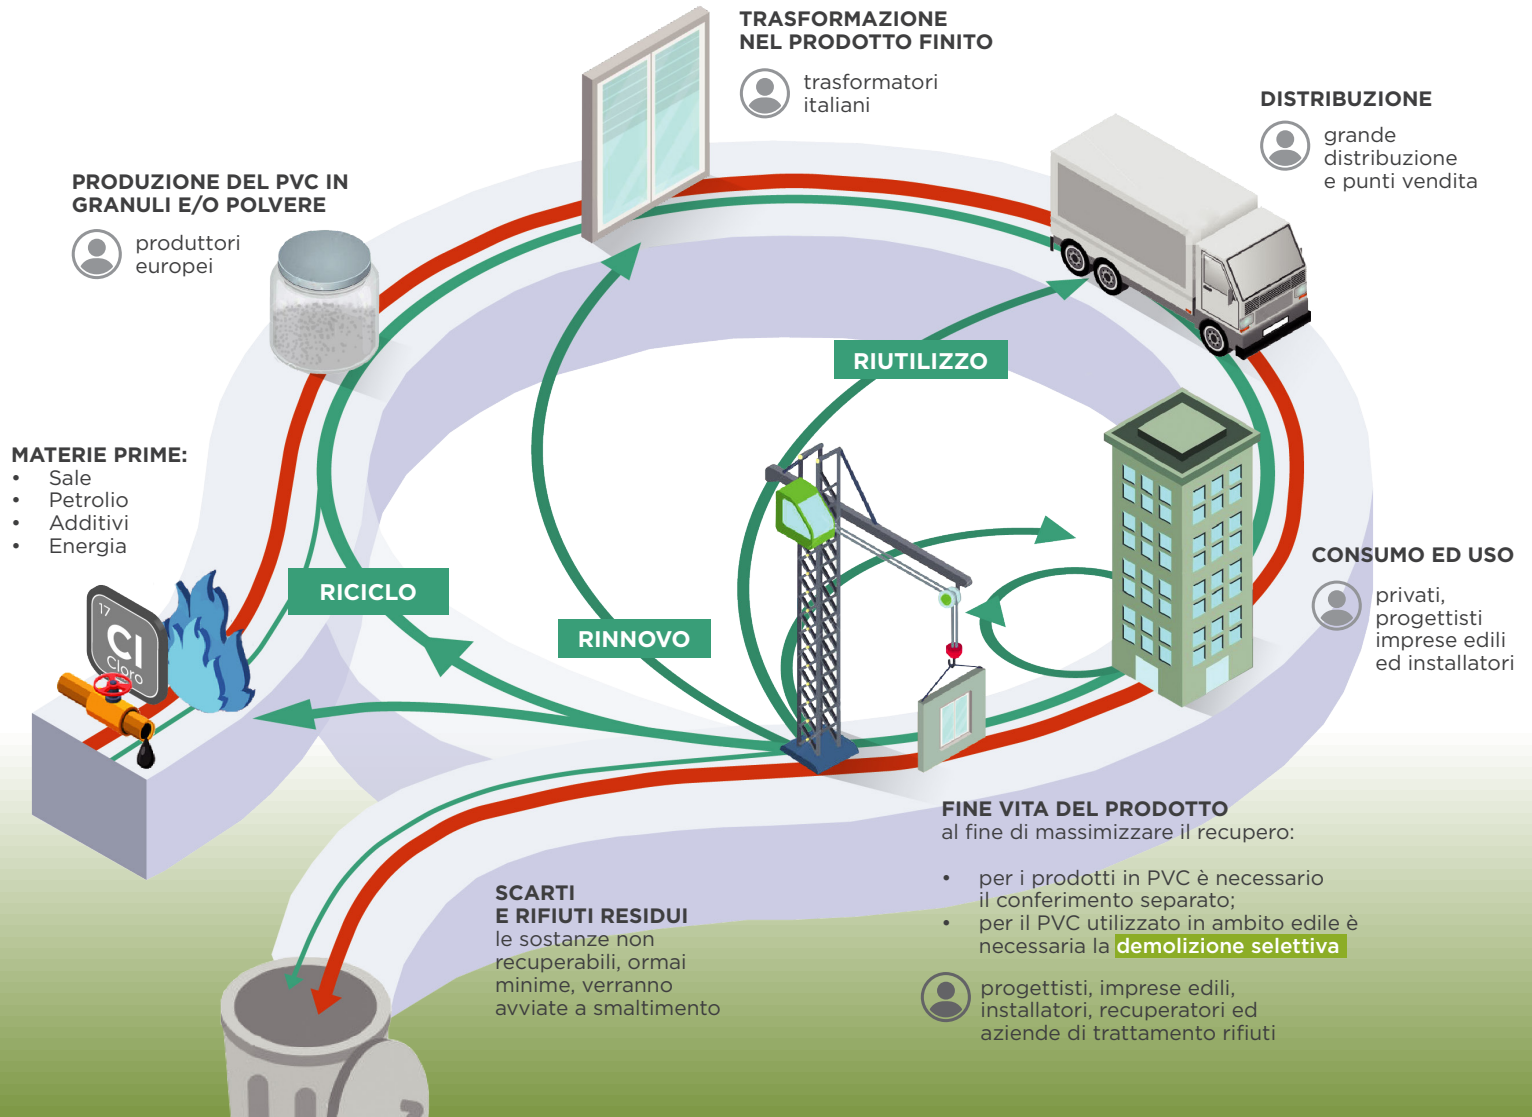 TRASFORMAZIONE
NEL PRODOTTO FINITO
trasformatori
italiani
DISTRIBUZIONE
grande
distribuzione
e punti vendita
PRODUZIONE DEL PVC IN
GRANULI E/O POLVERE
produttori
europei
RIUTILIZZO
MATERIE PRIME:
• Sale
• Petrolio
• Additivi
• Energia
CONSUMO ED USO
privati,
progettisti
imprese edili
ed installatori
RICICLO
RINNOVO
17
Cl
Cloro
FINE VITA DEL PRODOTTO
al fine di massimizzare il recupero:
• per i prodotti in PVC è necessario
il conferimento separato;
• per il PVC utilizzato in ambito edile è
necessaria la demolizione selettiva
progettisti, imprese edili,
installatori, recuperatori ed
aziende di trattamento rifiuti
SCARTI
E RIFIUTI RESIDUI
le sostanze non
recuperabili, ormai
minime, verranno
avviate a smaltimento